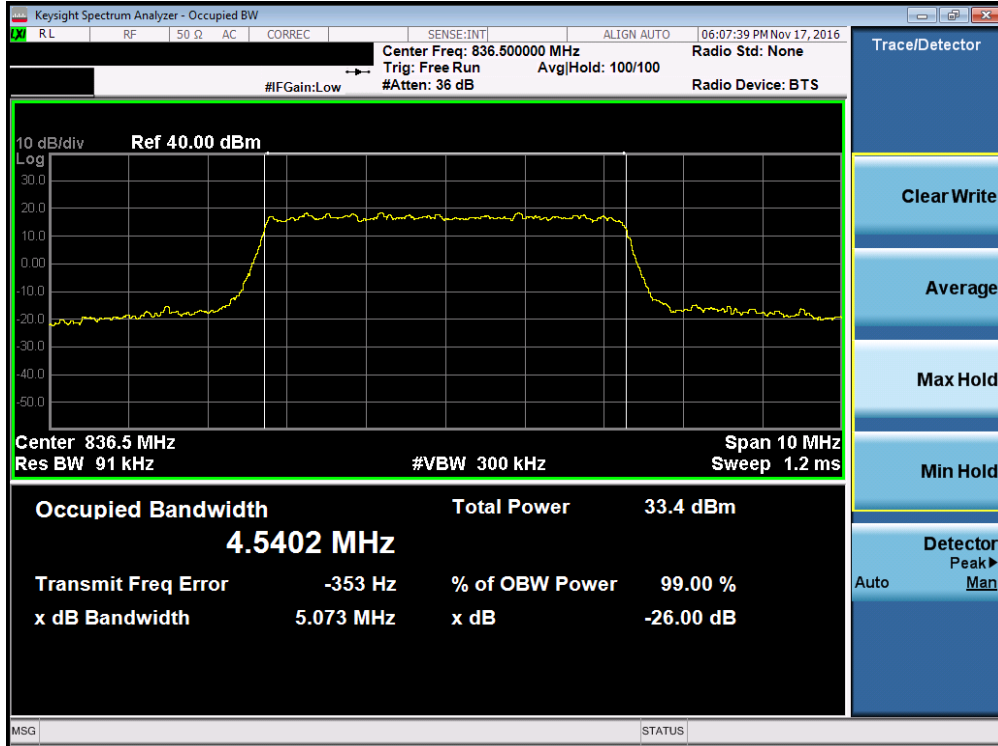 Keysight Spectrum Analyzer - Occupied BW
LXI RL RF 50 Ω AC CORREC SENSE:INT ALIGN AUTO 06:07:39 PM Nov 17, 2016
Center Freq: 836.500000 MHz Radio Std: None
Trig: Free Run Avg|Hold: 100/100
#IFGain:Low #Atten: 36 dB Radio Device: BTS
Trace/Detector
10 dB/div Ref 40.00 dBm
Log
30.0
20.0
10.0
0.00
-10.0
-20.0
-30.0
-40.0
-50.0
Center 836.5 MHz Span 10 MHz
Res BW 91 kHz #VBW 300 kHz Sweep 1.2 ms
Occupied Bandwidth Total Power 33.4 dBm
4.5402 MHz
Transmit Freq Error -353 Hz % of OBW Power 99.00 %
x dB Bandwidth 5.073 MHz x dB -26.00 dB
Clear Write
Average
Max Hold
Min Hold
Detector
Peak▶
Auto Man
MSG STATUS